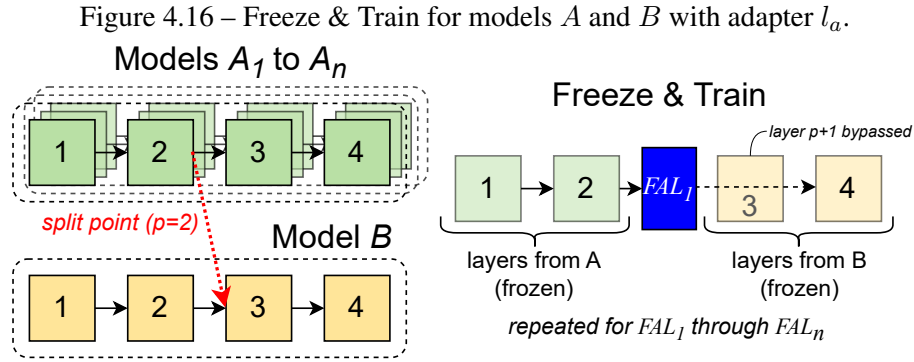 Figure 4.16 – Freeze & Train for models A and B with adapter l_a.
Models A_1 to A_n
1 2 3 4
split point (p=2)
Model B
1 2 3 4
Freeze & Train
layer p+1 bypassed
1 2 FAL_1 3 4
layers from A
(frozen)
layers from B
(frozen)
repeated for FAL_1 through FAL_n